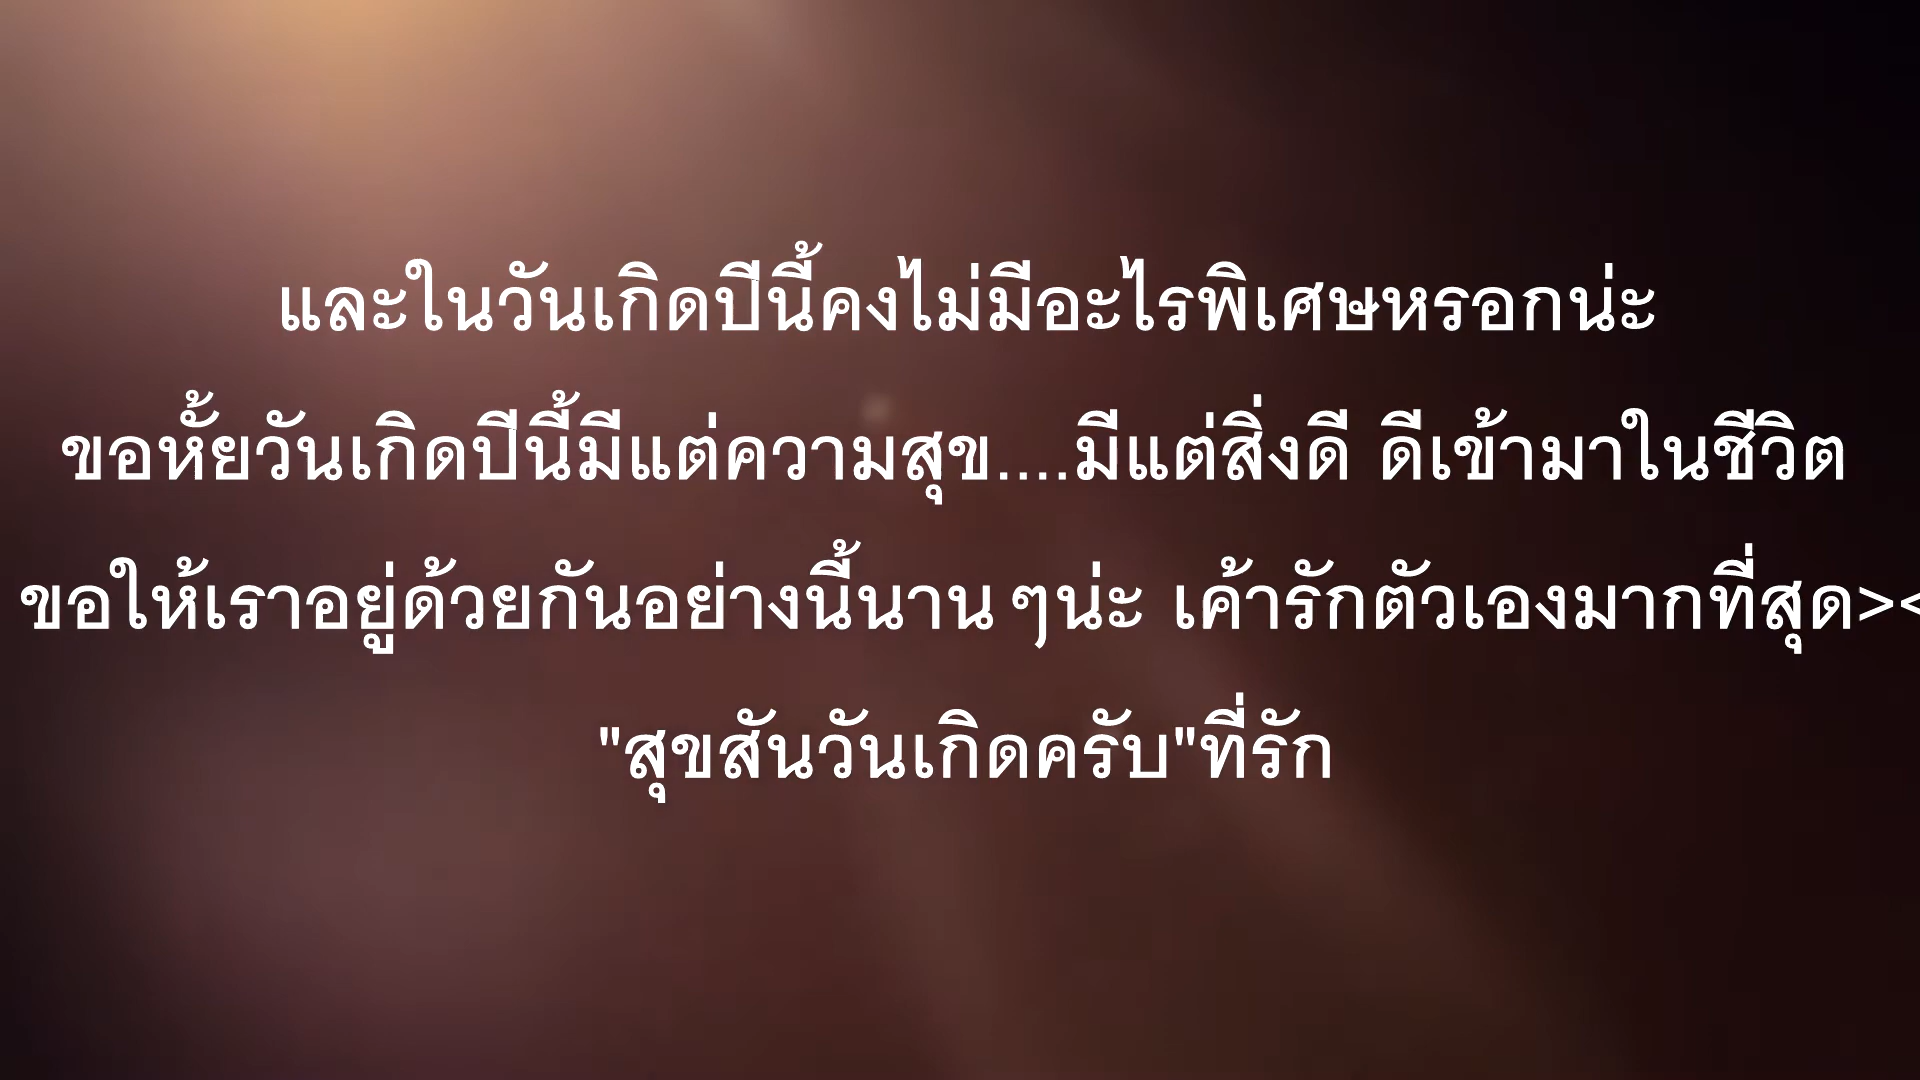 และในวันเกิดปีนี้คงไม่มีอะไรพิเศษหรอกน่ะ
ขอหั้ยวันเกิดปีนี้มีแต่ความสุข....มีแต่สิ่งดี ดีเข้ามาในชีวิต
ขอให้เราอยู่ด้วยกันอย่างนี้นานๆน่ะ เค้ารักตัวเองมากที่สุด><
"สุขสันวันเกิดครับ"ที่รัก